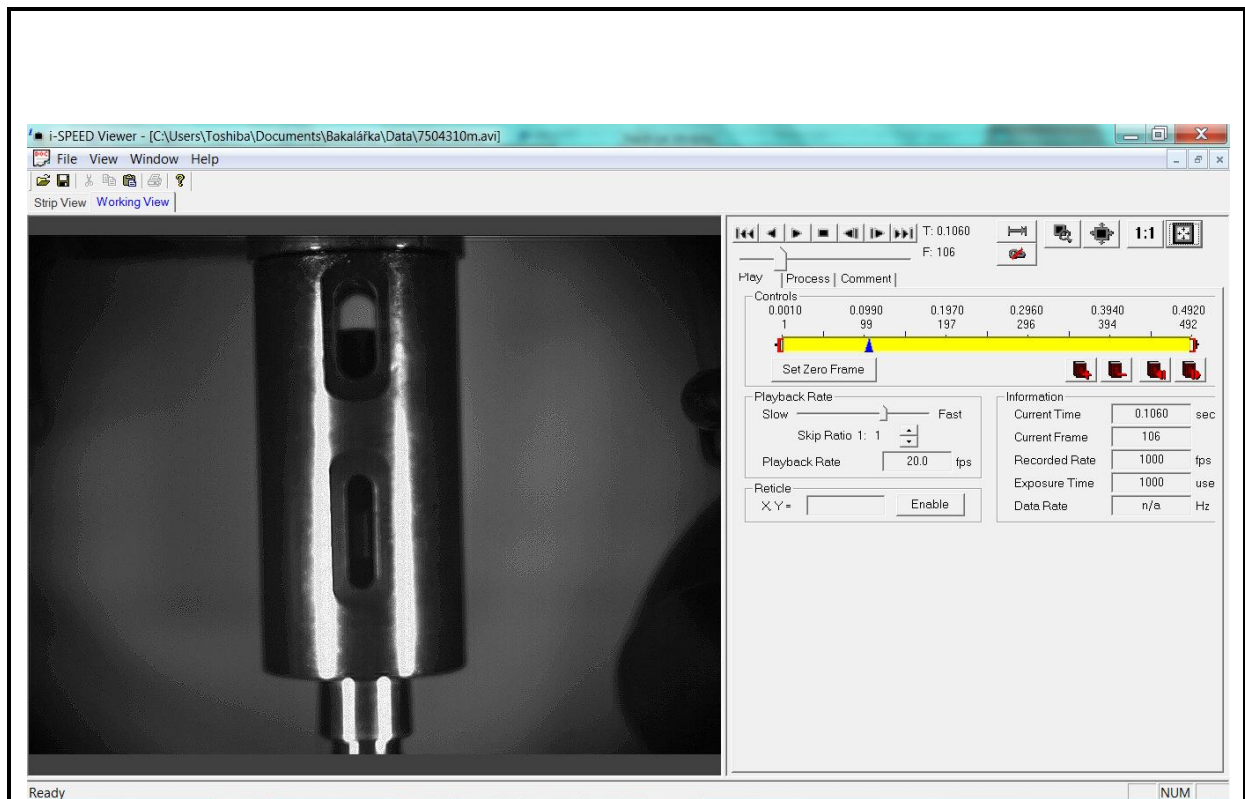 i-SPEED Viewer - [C:\Users\Toshiba\Documents\Bakalářka\Data\7504310m.avi]
File View Window Help
Strip View Working View
T: 0.1060
1:1
F: 106
Play Process Comment
Controls
0.0010 0.0990 0.1970 0.2960 0.3940 0.4920
1 99 197 296 394 492
Set Zero Frame
Playback Rate
Slow Fast
Skip Ratio 1: 1
Playback Rate 20.0 fps
Reticle
X,Y = Enable
Information
Current Time 0.1060 sec
Current Frame 106
Recorded Rate 1000 fps
Exposure Time 1000 use
Data Rate n/a Hz
Ready NUM